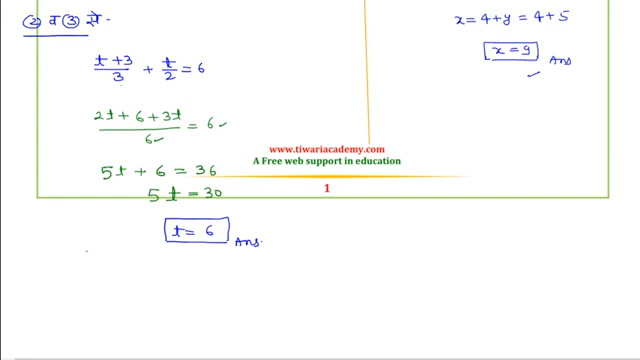 ② व ③ से -
(t+3)/3 + t/2 = 6
(2t + 6 + 3t)/6 = 6
5t + 6 = 36
5t = 30
t = 6 Ans.
x = 4 + y = 4 + 5
x = 9 Ans
www.tiwariacademy.com
A Free web support in education
1